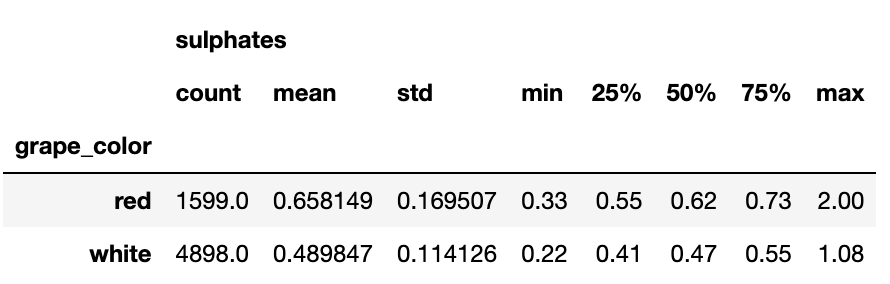 sulphates
count mean std min 25% 50% 75% max
grape_color
red 1599.0 0.658149 0.169507 0.33 0.55 0.62 0.73 2.00
white 4898.0 0.489847 0.114126 0.22 0.41 0.47 0.55 1.08